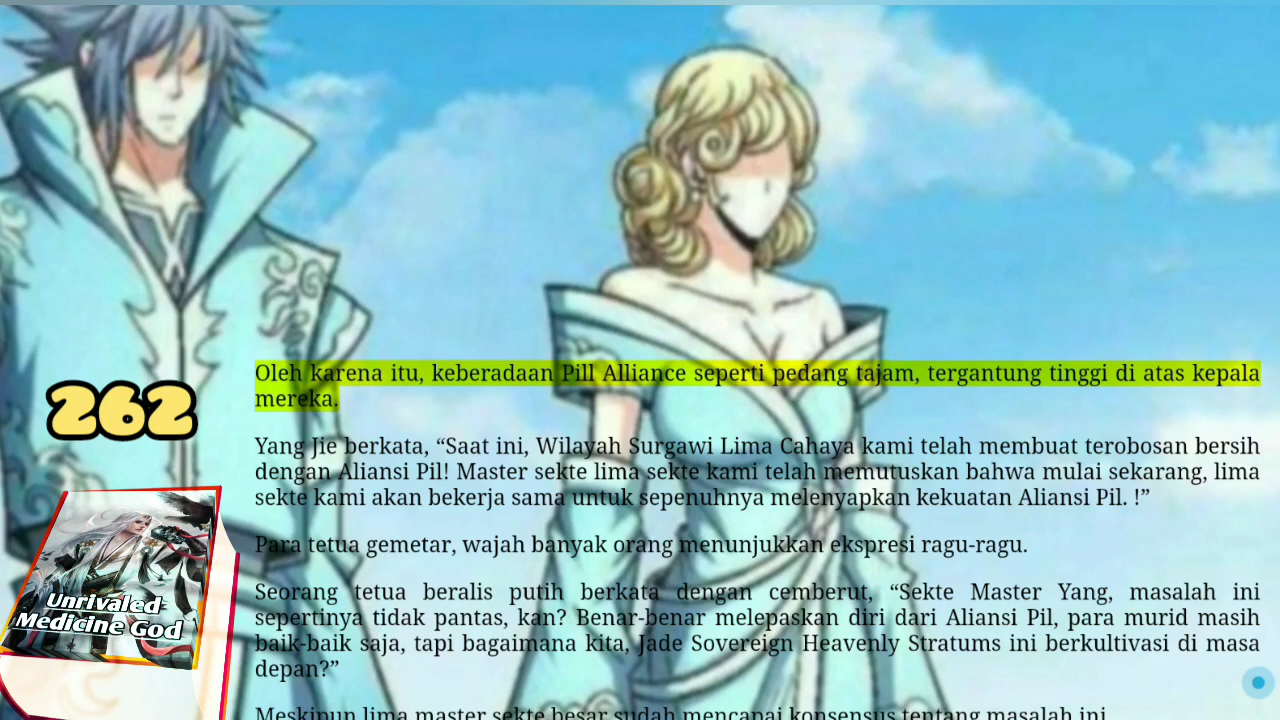 Oleh karena itu, keberadaan Pill Alliance seperti pedang tajam, tergantung tinggi di atas kepala
mereka.
262
Yang Jie berkata, “Saat ini, Wilayah Surgawi Lima Cahaya kami telah membuat terobosan bersih
dengan Aliansi Pil! Master sekte lima sekte kami telah memutuskan bahwa mulai sekarang, lima
sekte kami akan bekerja sama untuk sepenuhnya melenyapkan kekuatan Aliansi Pil. !”
Para tetua gemetar, wajah banyak orang menunjukkan ekspresi ragu-ragu.
Seorang tetua beralis putih berkata dengan cemberut, “Sekte Master Yang, masalah ini
sepertinya tidak pantas, kan? Benar-benar melepaskan diri dari Aliansi Pil, para murid masih
baik-baik saja, tapi bagaimana kita, Jade Sovereign Heavenly Stratums ini berkultivasi di masa
depan?”
Unrivaled
Medicine God
Meskipun lima master sekte besar sudah mencapai konsensus tentang masalah ini